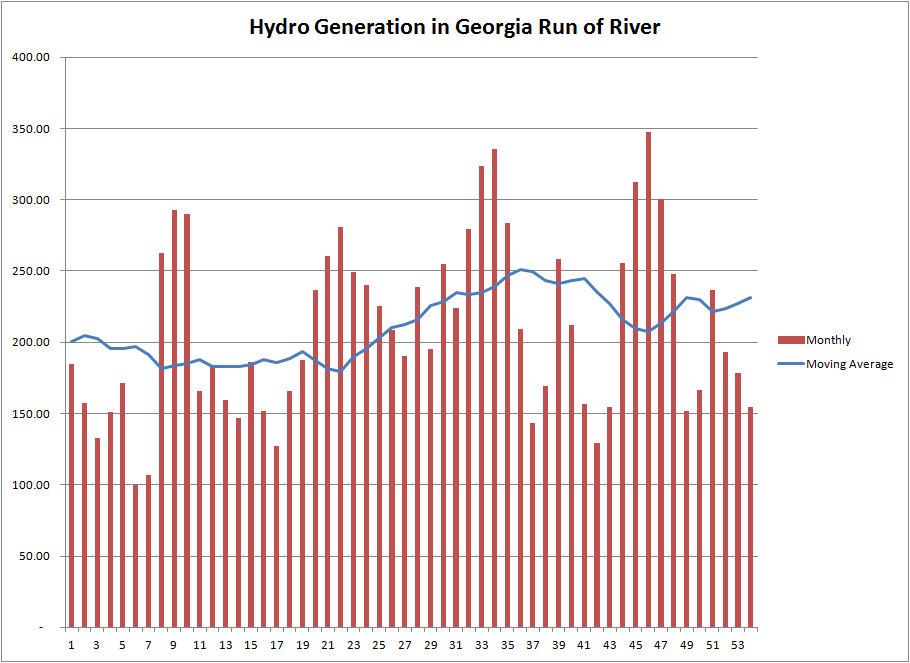 Hydro Generation in Georgia Run of River
400.00
350.00
300.00
250.00
200.00
150.00
100.00
50.00
-
1 3 5 7 9 11 13 15 17 19 21 23 25 27 29 31 33 35 37 39 41 43 45 47 49 51 53
Monthly
Moving Average